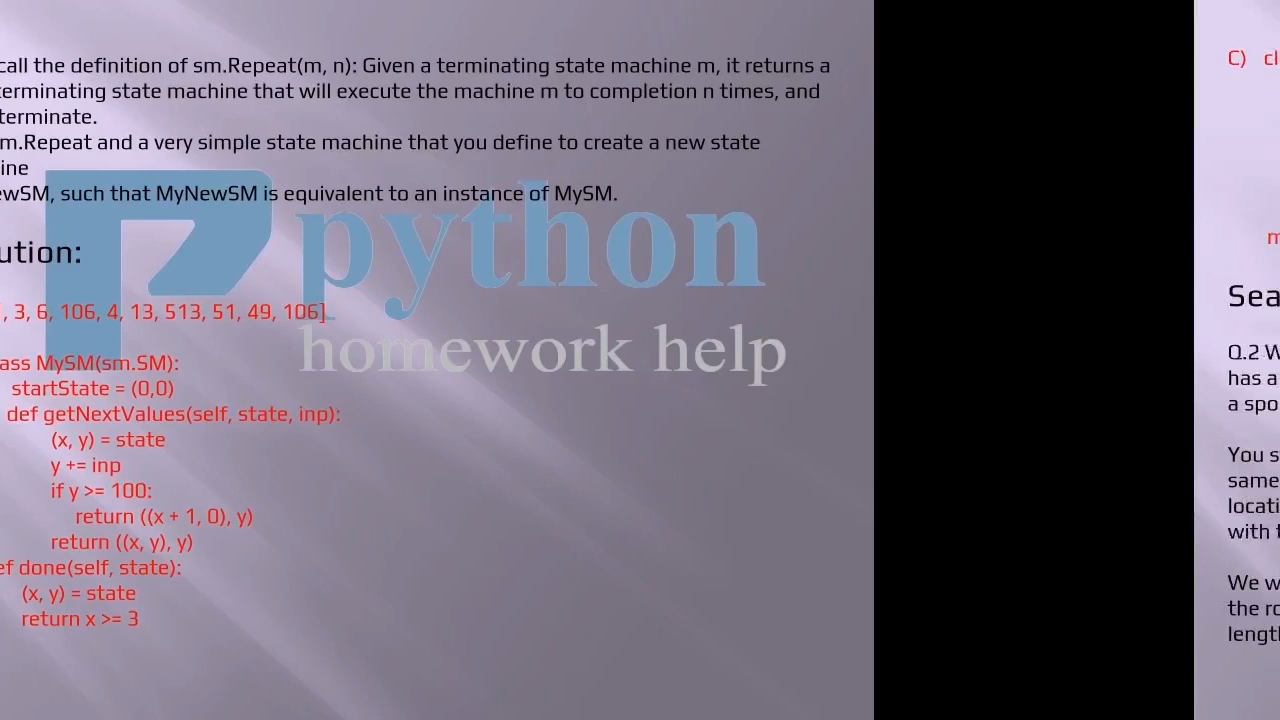 call the definition of sm.Repeat(m, n): Given a terminating state machine m, it returns a
terminating state machine that will execute the machine m to completion n times, and
terminate.
m.Repeat and a very simple state machine that you define to create a new state
ine
ewSM, such that MyNewSM is equivalent to an instance of MySM.
python
homework help
ution:
, 3, 6, 106, 4, 13, 513, 51, 49, 106]
ass MySM(sm.SM):
startState = (0,0)
def getNextValues(self, state, inp):
(x, y) = state
y += inp
if y >= 100:
return ((x + 1, 0), y)
return ((x, y), y)
ef done(self, state):
(x, y) = state
return x >= 3
C) cl
m
Sea
Q.2 W
has a
a spo
You s
same
locati
with t
We w
the ro
length